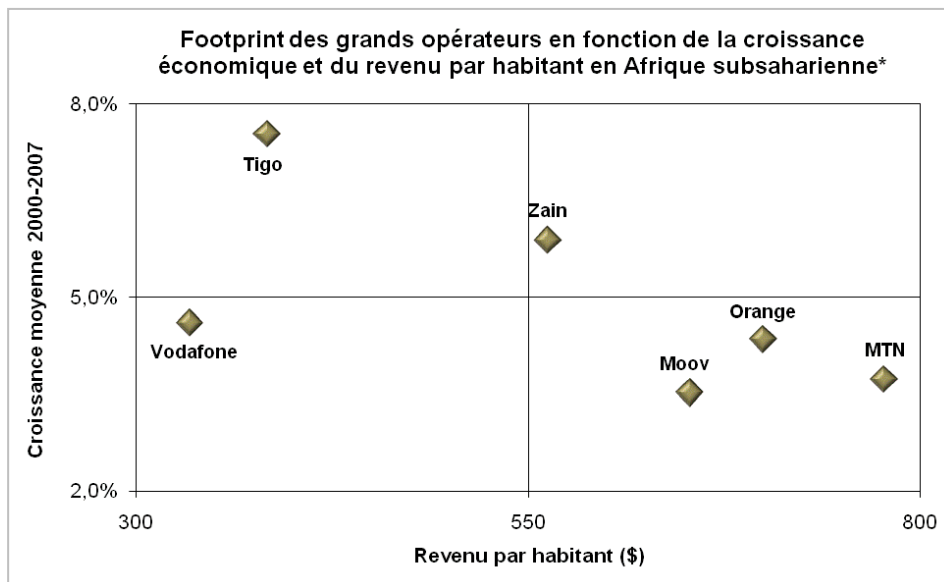 Footprint des grands opérateurs en fonction de la croissance
économique et du revenu par habitant en Afrique subsaharienne*
Croissance moyenne 2000-2007
8,0%
Tigo
Zain
5,0%
Orange
Vodafone
MTN
Moov
2,0%
300
550
800
Revenu par habitant ($)